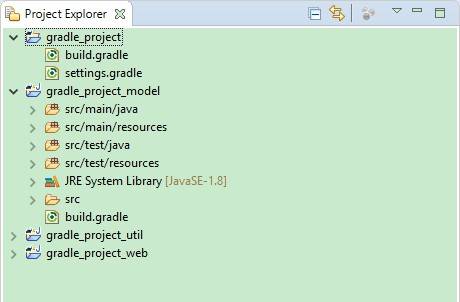 Project Explorer
gradle_project
build.gradle
settings.gradle
gradle_project_model
src/main/java
src/main/resources
src/test/java
src/test/resources
JRE System Library [JavaSE-1.8]
src
build.gradle
gradle_project_util
gradle_project_web